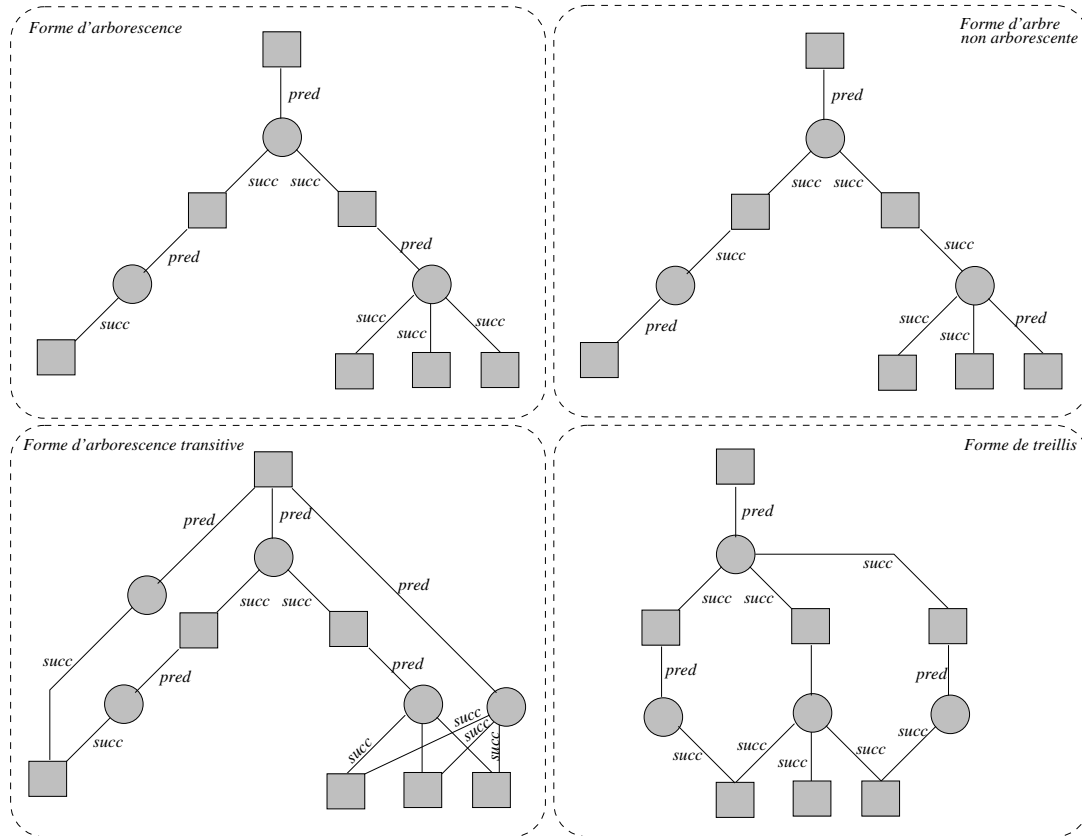 Forme d'arborescence
pred
succ succ
pred pred
succ
succ succ succ
Forme d'arbre
non arborescente
pred
succ succ
succ succ
pred
succ succ pred
Forme d'arborescence transitive
pred pred
pred
succ succ
succ
pred pred
succ
succ succ succ succ
Forme de treillis
pred
succ
succ succ
pred pred
succ succ succ succ
succ